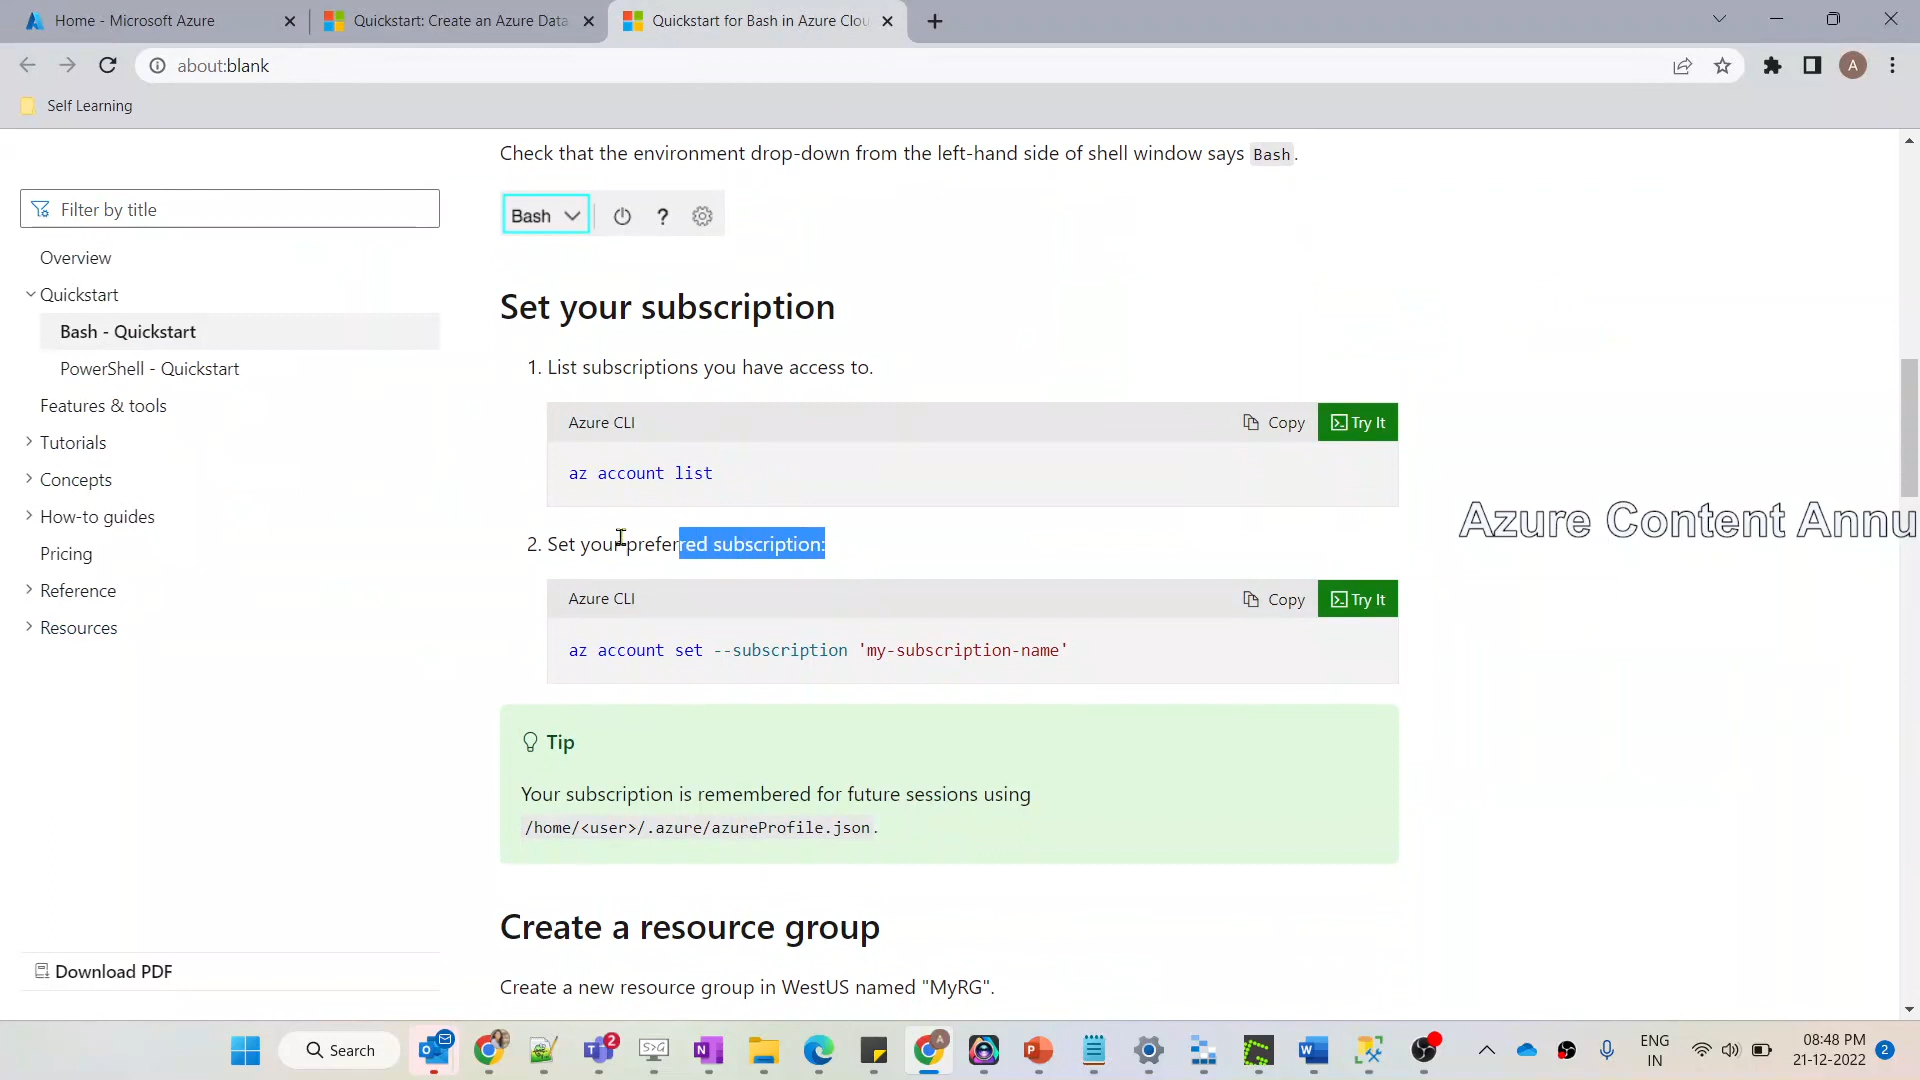 Home - Microsoft Azure
Quickstart: Create an Azure Data
Quickstart for Bash in Azure Clou
about:blank
A
Self Learning
Check that the environment drop-down from the left-hand side of shell window says Bash.
Filter by title
Bash
?
Overview
Quickstart
Set your subscription
Bash - Quickstart
PowerShell - Quickstart
1. List subscriptions you have access to.
Features & tools
Azure CLI
Copy
Try It
Tutorials
az account list
Concepts
How-to guides
Azure Content Annu
2. Set your preferred subscription:
Pricing
Reference
Azure CLI
Copy
Try It
Resources
az account set --subscription 'my-subscription-name'
Tip
Your subscription is remembered for future sessions using
/home/<user>/.azure/azureProfile.json.
Create a resource group
Download PDF
Create a new resource group in WestUS named "MyRG".
Search
2
S>G
N
A
P
W
ENG
IN
08:48 PM
21-12-2022
2